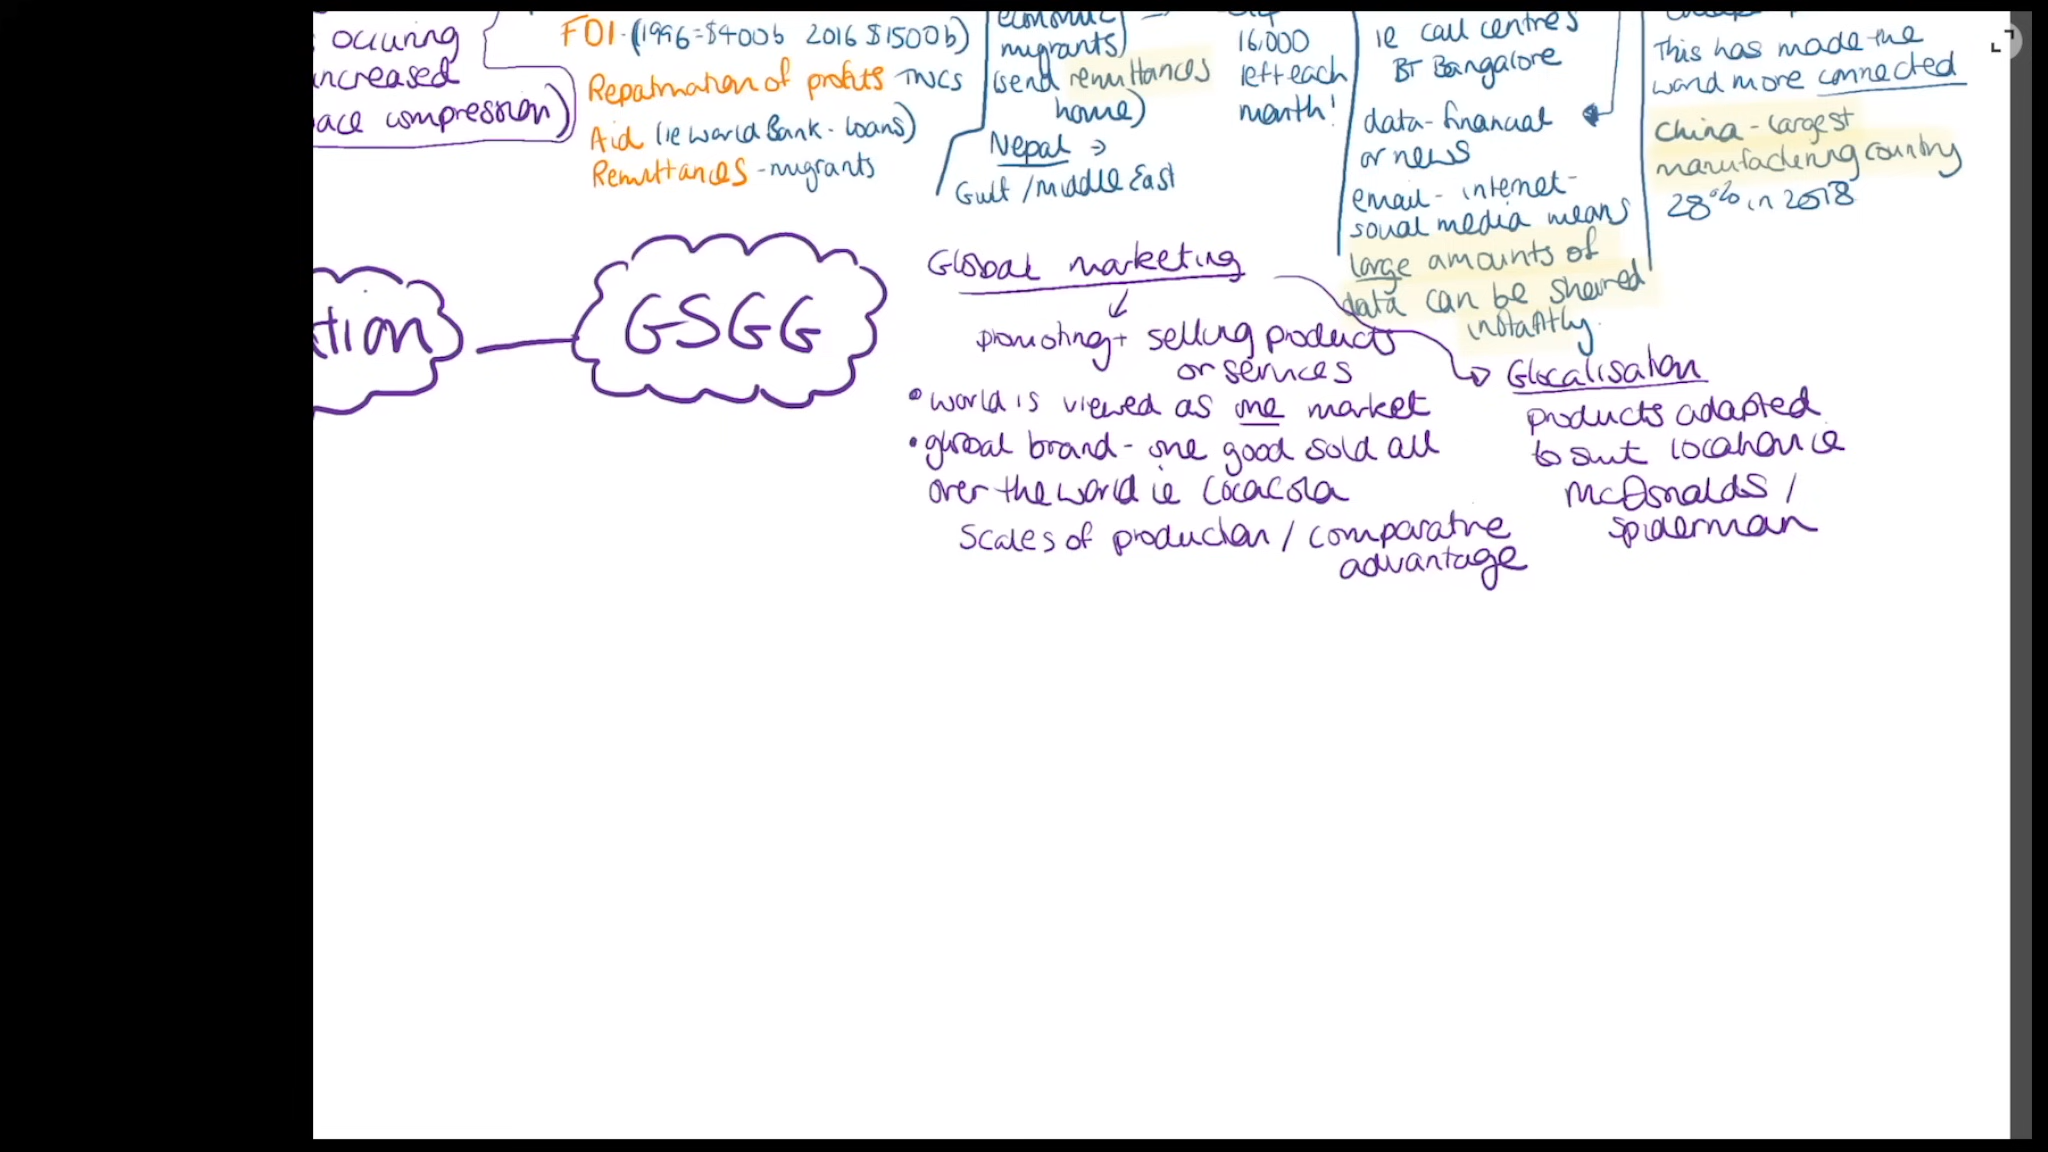 occuring
increased
ace compression)
FDI - (1996=$400b 2016 $1500b)
Repatriation of profits TNCS
Aid (ie World Bank - loans)
Remittances - migrants
economic
migrants)
(send remittances
home)
Nepal →
Gulf / Middle East
16,000
left each
month!
ie call centres
BT Bangalore
data - financial
or news
email - internet -
social media means
large amounts of
data can be shared
instantly.
This has made the
world more connected
China - largest
manufacturing country
28% in 2018
tion
GSGG
Global marketing
promoting + selling products
or services
• world is viewed as one market
• global brand - one good sold all
over the world ie CocaCola
Scales of production / comparative
advantage
Glocalisation
products adapted
to suit location ie
McDonalds /
Spiderman